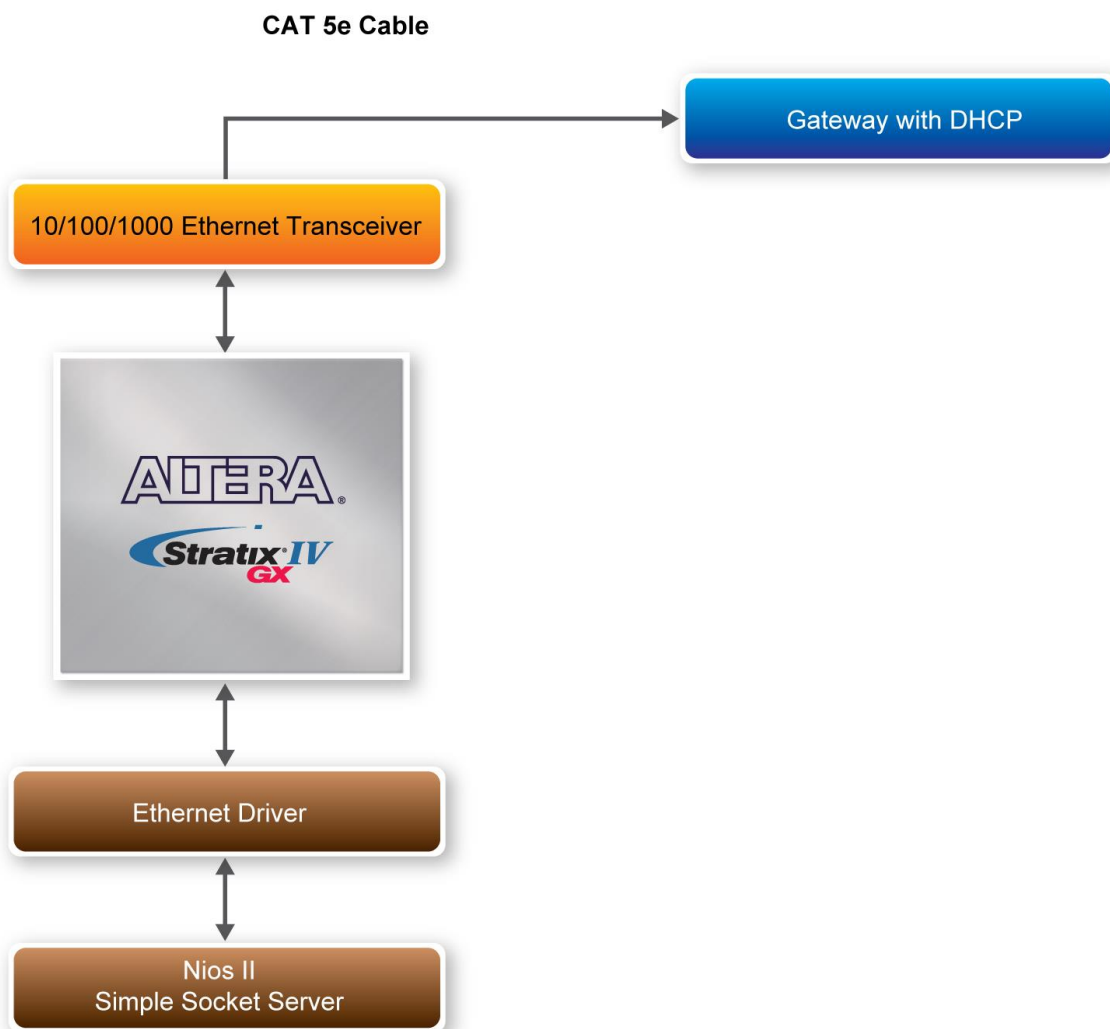 CAT 5e Cable
Gateway with DHCP
10/100/1000 Ethernet Transceiver
ALTERA®
Stratix® IV
GX
Ethernet Driver
Nios II
Simple Socket Server